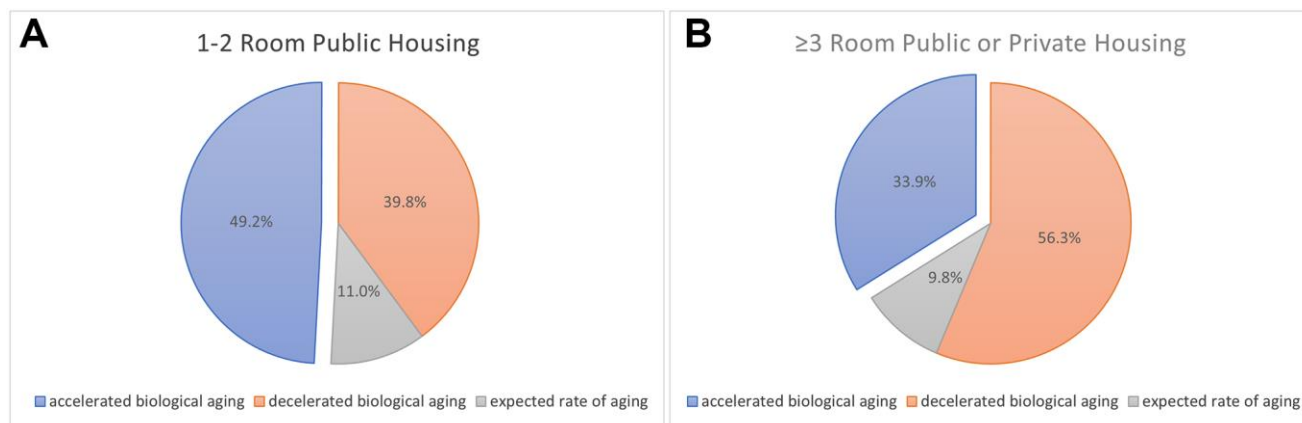 A
1-2 Room Public Housing
49.2%
39.8%
11.0%
accelerated biological aging decelerated biological aging expected rate of aging
B
≥3 Room Public or Private Housing
33.9%
56.3%
9.8%
accelerated biological aging decelerated biological aging expected rate of aging